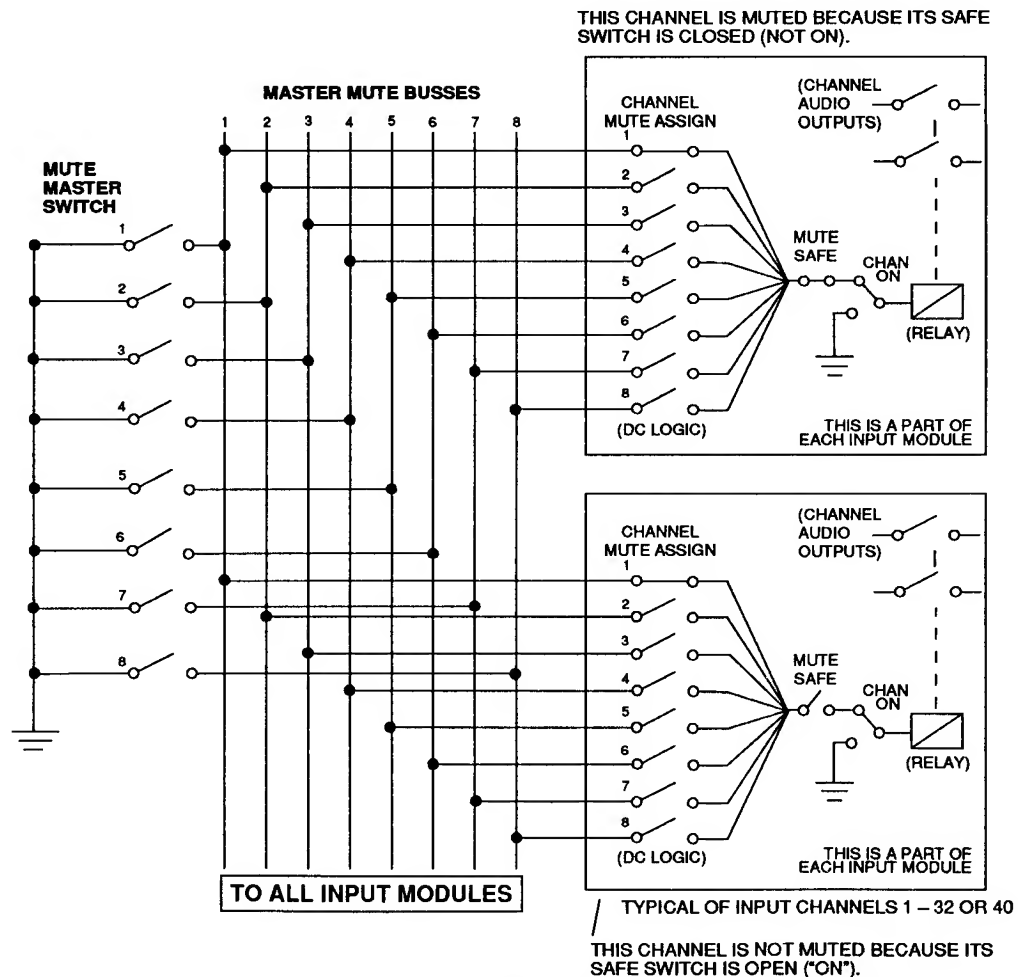 THIS CHANNEL IS MUTED BECAUSE ITS SAFE
SWITCH IS CLOSED (NOT ON).
MASTER MUTE BUSSES
1 2 3 4 5 6 7 8
MUTE
MASTER
SWITCH
1
2
3
4
5
6
7
8
CHANNEL
MUTE ASSIGN
1
2
3
4
5
6
7
8
(DC LOGIC)
(CHANNEL
AUDIO
OUTPUTS)
MUTE
SAFE
CHAN
ON
(RELAY)
THIS IS A PART OF
EACH INPUT MODULE
CHANNEL
MUTE ASSIGN
1
2
3
4
5
6
7
8
(DC LOGIC)
(CHANNEL
AUDIO
OUTPUTS)
MUTE
SAFE
CHAN
ON
(RELAY)
THIS IS A PART OF
EACH INPUT MODULE
TO ALL INPUT MODULES
TYPICAL OF INPUT CHANNELS 1 – 32 OR 40
THIS CHANNEL IS NOT MUTED BECAUSE ITS
SAFE SWITCH IS OPEN ("ON").